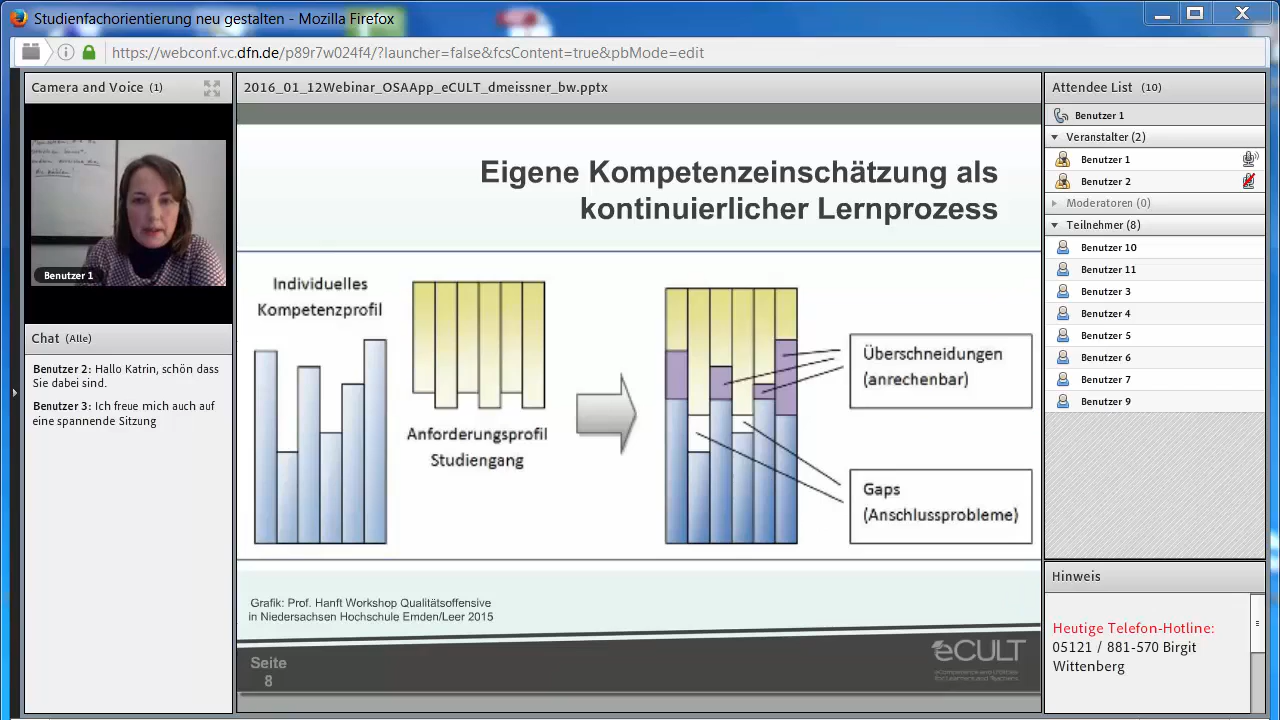 Studienfachorientierung neu gestalten - Mozilla Firefox
https://webconf.vc.dfn.de/p89r7w024f4/?launcher=false&fcsContent=true&pbMode=edit
Camera and Voice (1)
Benutzer 1
Chat (Alle)
Benutzer 2: Hallo Katrin, schön dass
Sie dabei sind.
Benutzer 3: Ich freue mich auch auf
eine spannende Sitzung
2016_01_12Webinar_OSAApp_eCULT_dmeissner_bw.pptx
Eigene Kompetenzeinschätzung als
kontinuierlicher Lernprozess
Individuelles
Kompetenzprofil
Anforderungsprofil
Studiengang
Überschneidungen
(anrechenbar)
Gaps
(Anschlussprobleme)
Grafik: Prof. Hanft Workshop Qualitätsoffensive
in Niedersachsen Hochschule Emden/Leer 2015
Seite
8
eCULT
Attendee List (10)
Benutzer 1
Veranstalter (2)
Benutzer 1
Benutzer 2
Moderatoren (0)
Teilnehmer (8)
Benutzer 10
Benutzer 11
Benutzer 3
Benutzer 4
Benutzer 5
Benutzer 6
Benutzer 7
Benutzer 9
Hinweis
Heutige Telefon-Hotline:
05121 / 881-570 Birgit
Wittenberg